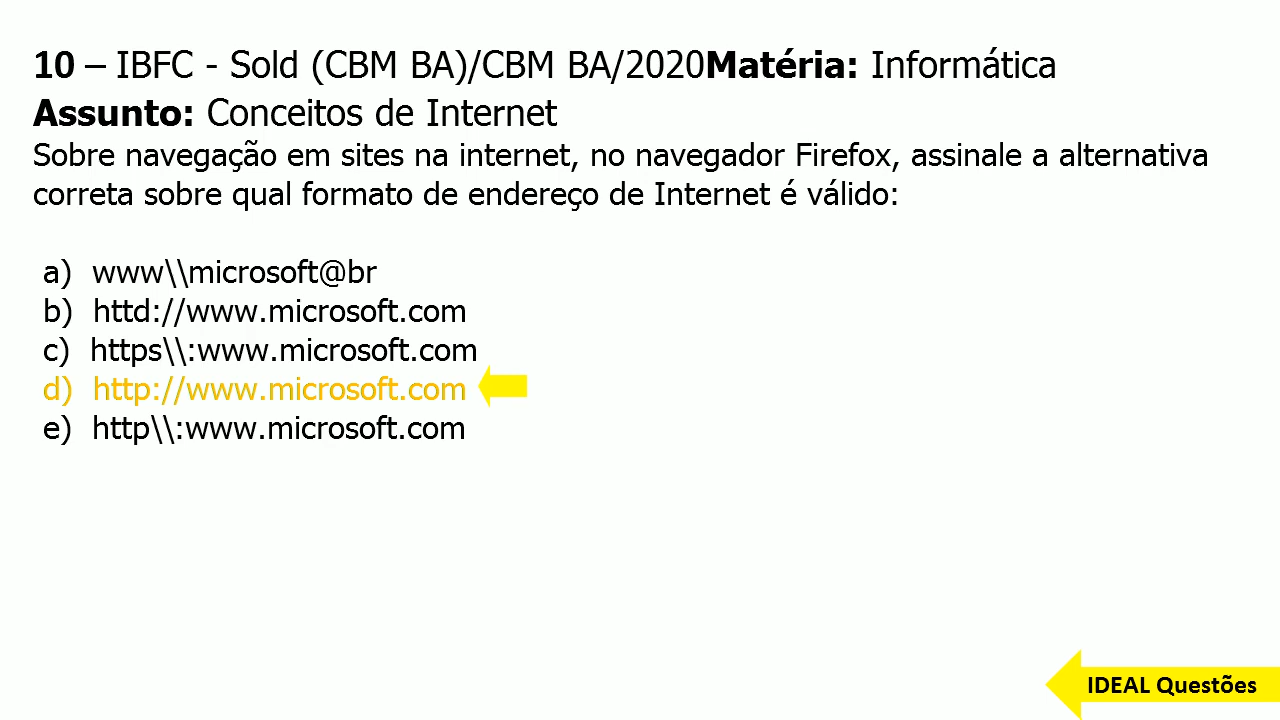 10 – IBFC - Sold (CBM BA)/CBM BA/2020Matéria: Informática
Assunto: Conceitos de Internet
Sobre navegação em sites na internet, no navegador Firefox, assinale a alternativa
correta sobre qual formato de endereço de Internet é válido:
a) www\\microsoft@br
b) httd://www.microsoft.com
c) https\\:www.microsoft.com
d) http://www.microsoft.com
e) http\\:www.microsoft.com
IDEAL Questões